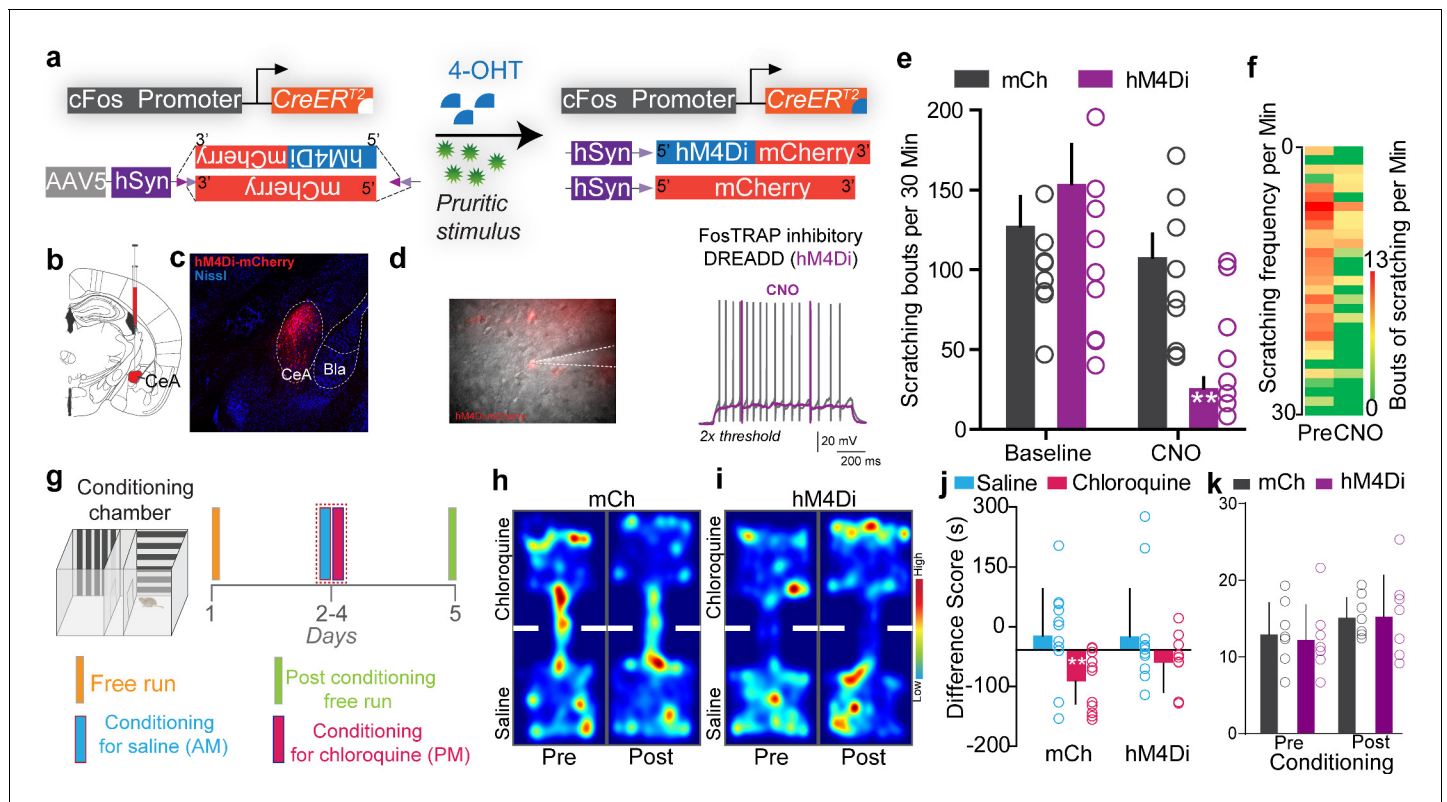 a
cFos Promoter
CreER^T2
4-OHT
cFos Promoter
CreER^T2
3’
5’
mCherry
hM4Di
AAV5
hSyn
3’
mCherry
5’
Pruritic
stimulus
hSyn
5’
hM4Di
mCherry
3’
hSyn
5’
mCherry
3’
b
CeA
c
hM4Di-mCherry
Nissl
CeA
Bla
d
hM4Di-mCherry
FosTRAP inhibitory
DREADD (hM4Di)
CNO
2x threshold
20 mV
200 ms
e
mCh
hM4Di
Scratching bouts per 30 Min
200
150
100
50
0
**
Baseline
CNO
f
Scratching frequency per Min
0
30
Pre
CNO
13
0
Bouts of scratching per Min
g
Conditioning
chamber
1
2-4
5
Days
Free run
Post conditioning
free run
Conditioning
for saline (AM)
Conditioning
for chloroquine (PM)
h
mCh
Chloroquine
Saline
Pre
Post
i
hM4Di
Chloroquine
Saline
Pre
Post
High
Low
j
Saline
Chloroquine
Difference Score (s)
300
150
0
-100
-200
**
mCh
hM4Di
k
mCh
hM4Di
30
20
10
0
Pre
Post
Conditioning